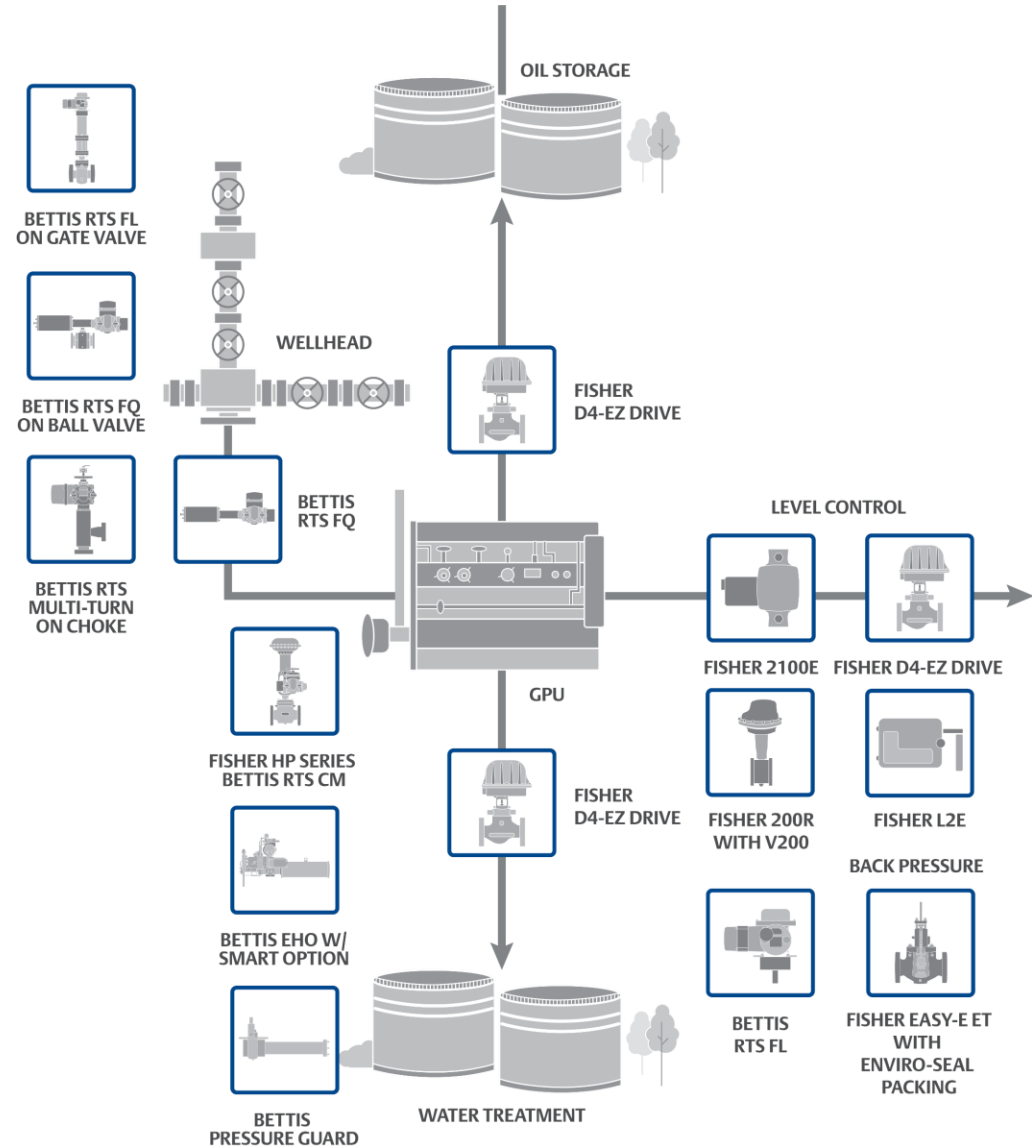 OIL STORAGE
BETTIS RTS FL
ON GATE VALVE
WELLHEAD
BETTIS RTS FQ
ON BALL VALVE
FISHER
D4-EZ DRIVE
BETTIS
RTS FQ
LEVEL CONTROL
BETTIS RTS
MULTI-TURN
ON CHOKE
GPU
FISHER 2100E
FISHER D4-EZ DRIVE
FISHER HP SERIES
BETTIS RTS CM
FISHER
D4-EZ DRIVE
FISHER 200R
WITH V200
FISHER L2E
BACK PRESSURE
BETTIS EHO W/
SMART OPTION
BETTIS
RTS FL
FISHER EASY-E ET
WITH
ENVIRO-SEAL
PACKING
WATER TREATMENT
BETTIS
PRESSURE GUARD